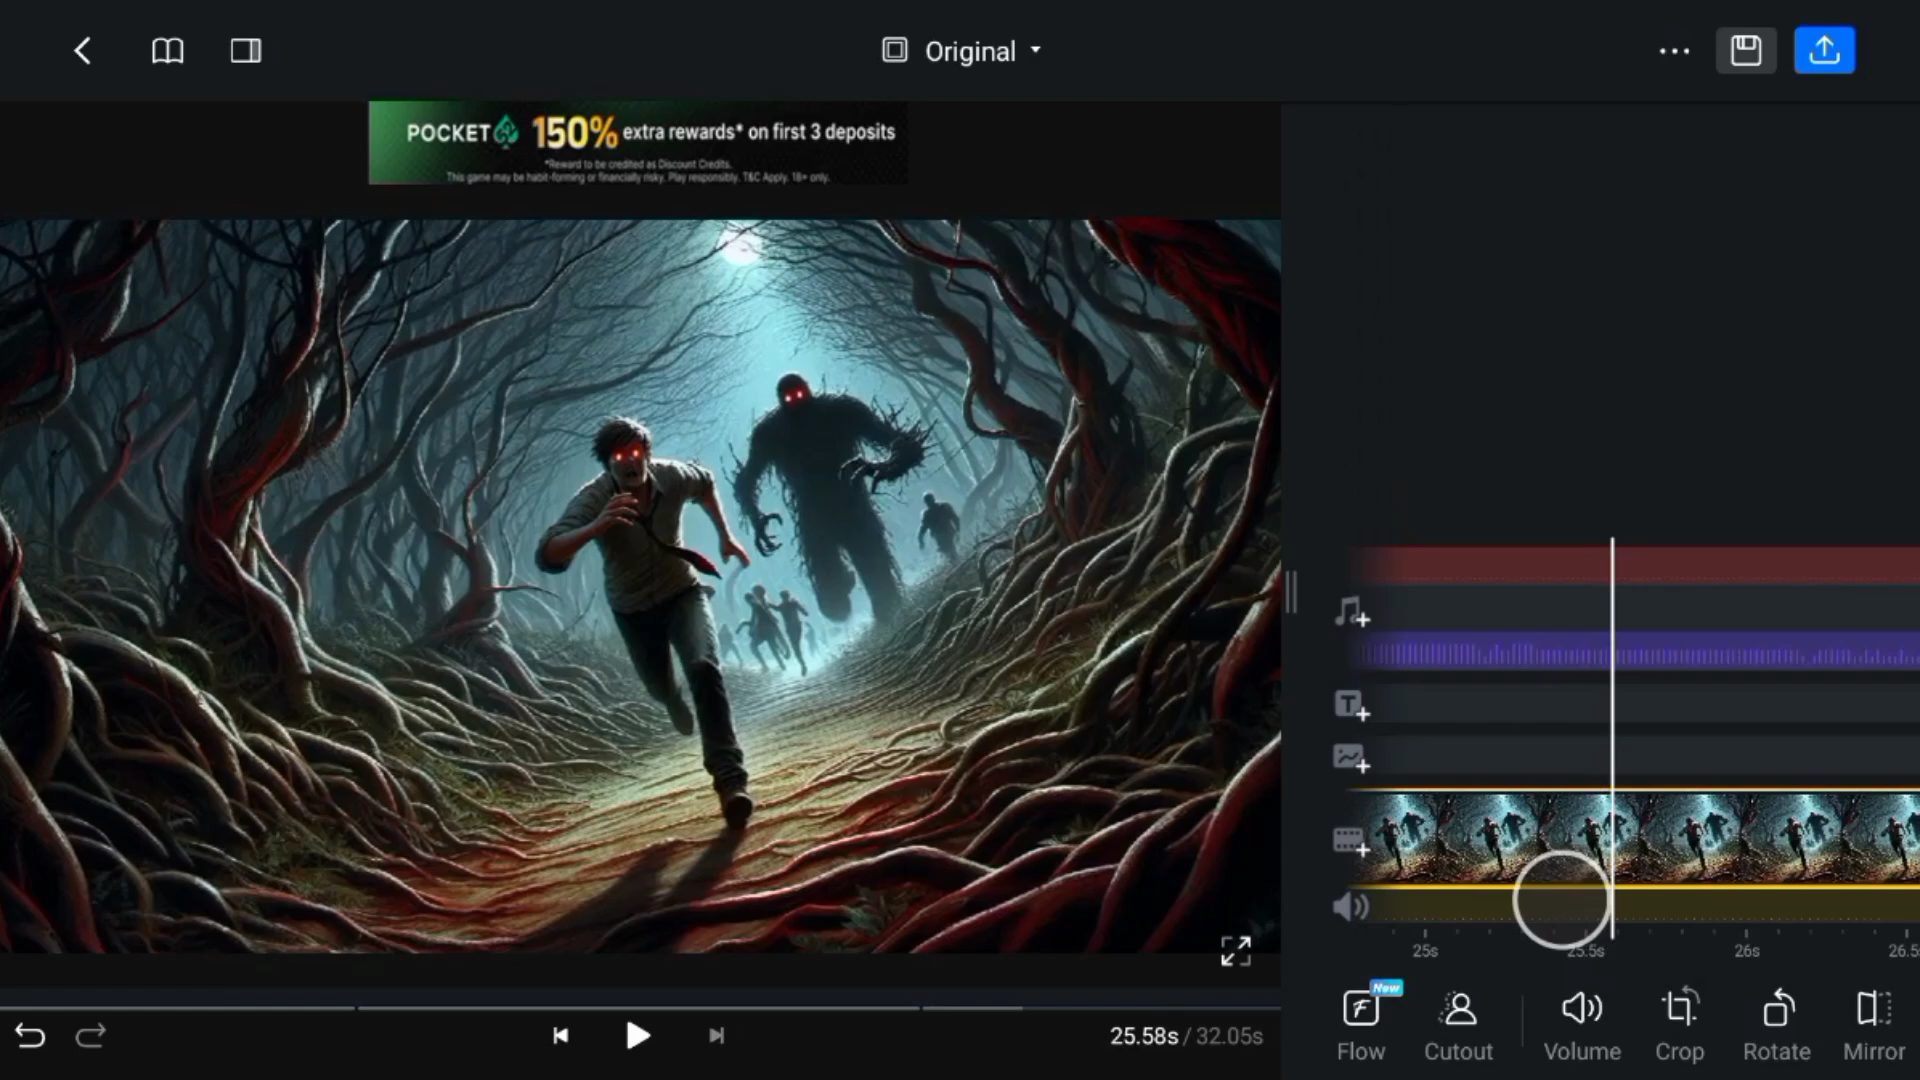 Original
POCKET 150% extra rewards* on first 3 deposits
*Reward to be credited as Discount Credits.
This game may be habit-forming or financially risky. Play responsibly. T&C Apply. 18+ only.
25s 25.5s 26s 26.5s
New
25.58s / 32.05s
Flow Cutout Volume Crop Rotate Mirror